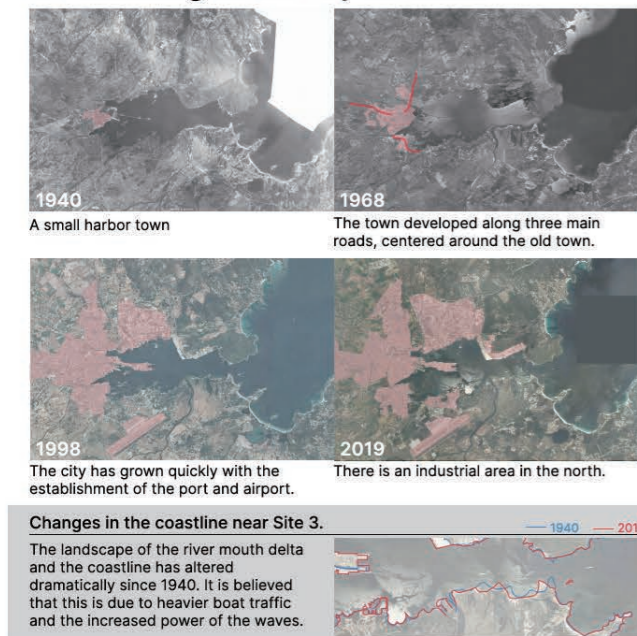 1940
1968
A small harbor town
The town developed along three main
roads, centered around the old town.
1998
2019
The city has grown quickly with the
establishment of the port and airport.
There is an industrial area in the north.
Changes in the coastline near Site 3.
1940
The landscape of the river mouth delta
and the coastline has altered
dramatically since 1940. It is believed
that this is due to heavier boat traffic
and the increased power of the waves.